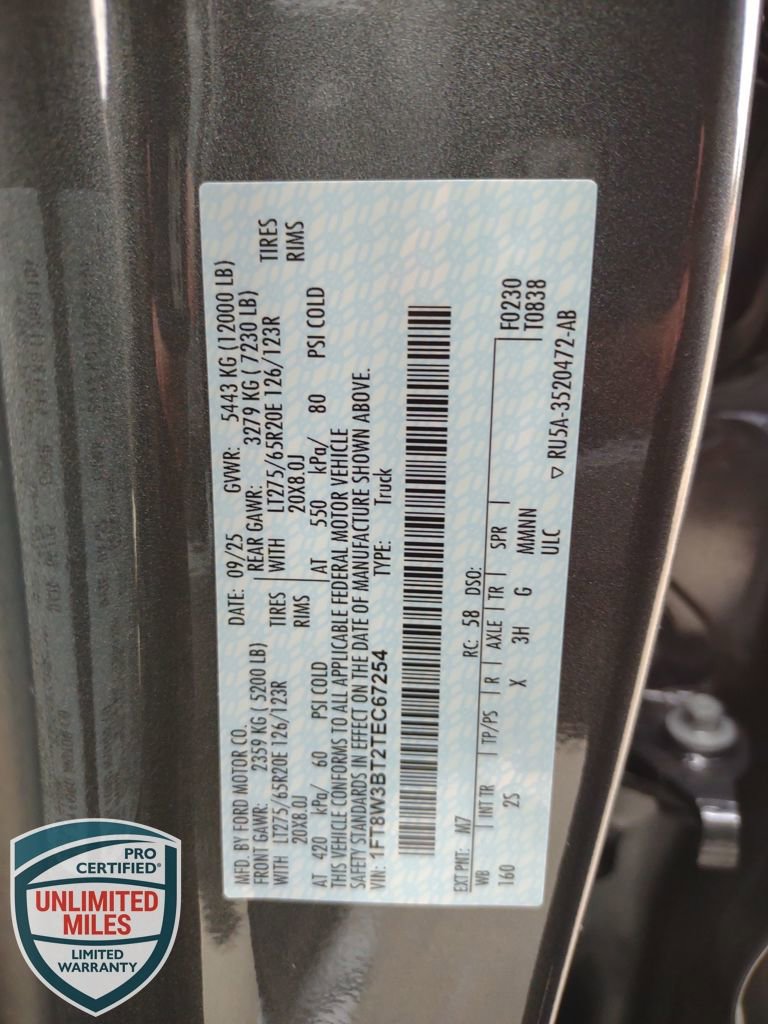 MFD. BY FORD MOTOR CO.
DATE: 09/25 GVWR: 5443 KG (12000 LB)
FRONT GAWR: 2359 KG ( 5200 LB)
REAR GAWR: 3279 KG ( 7230 LB)
WITH LT275/65R20E 126/123R TIRES
WITH LT275/65R20E 126/123R TIRES
20X8.0J RIMS
20X8.0J RIMS
AT 420 kPa/ 60 PSI COLD
AT 550 kPa/ 80 PSI COLD
THIS VEHICLE CONFORMS TO ALL APPLICABLE FEDERAL MOTOR VEHICLE
SAFETY STANDARDS IN EFFECT ON THE DATE OF MANUFACTURE SHOWN ABOVE.
VIN: 1FT8W3BT2TEC67254 TYPE: Truck
EXT PNT: M7 RC: 58 DSO:
WB INT TR TP/PS R AXLE TR SPR
F0230
T0838
160 2S X 3H G MMMNN
ULC
▽ RU5A-3520472-AB
PRO
CERTIFIED®
UNLIMITED
MILES
LIMITED
WARRANTY